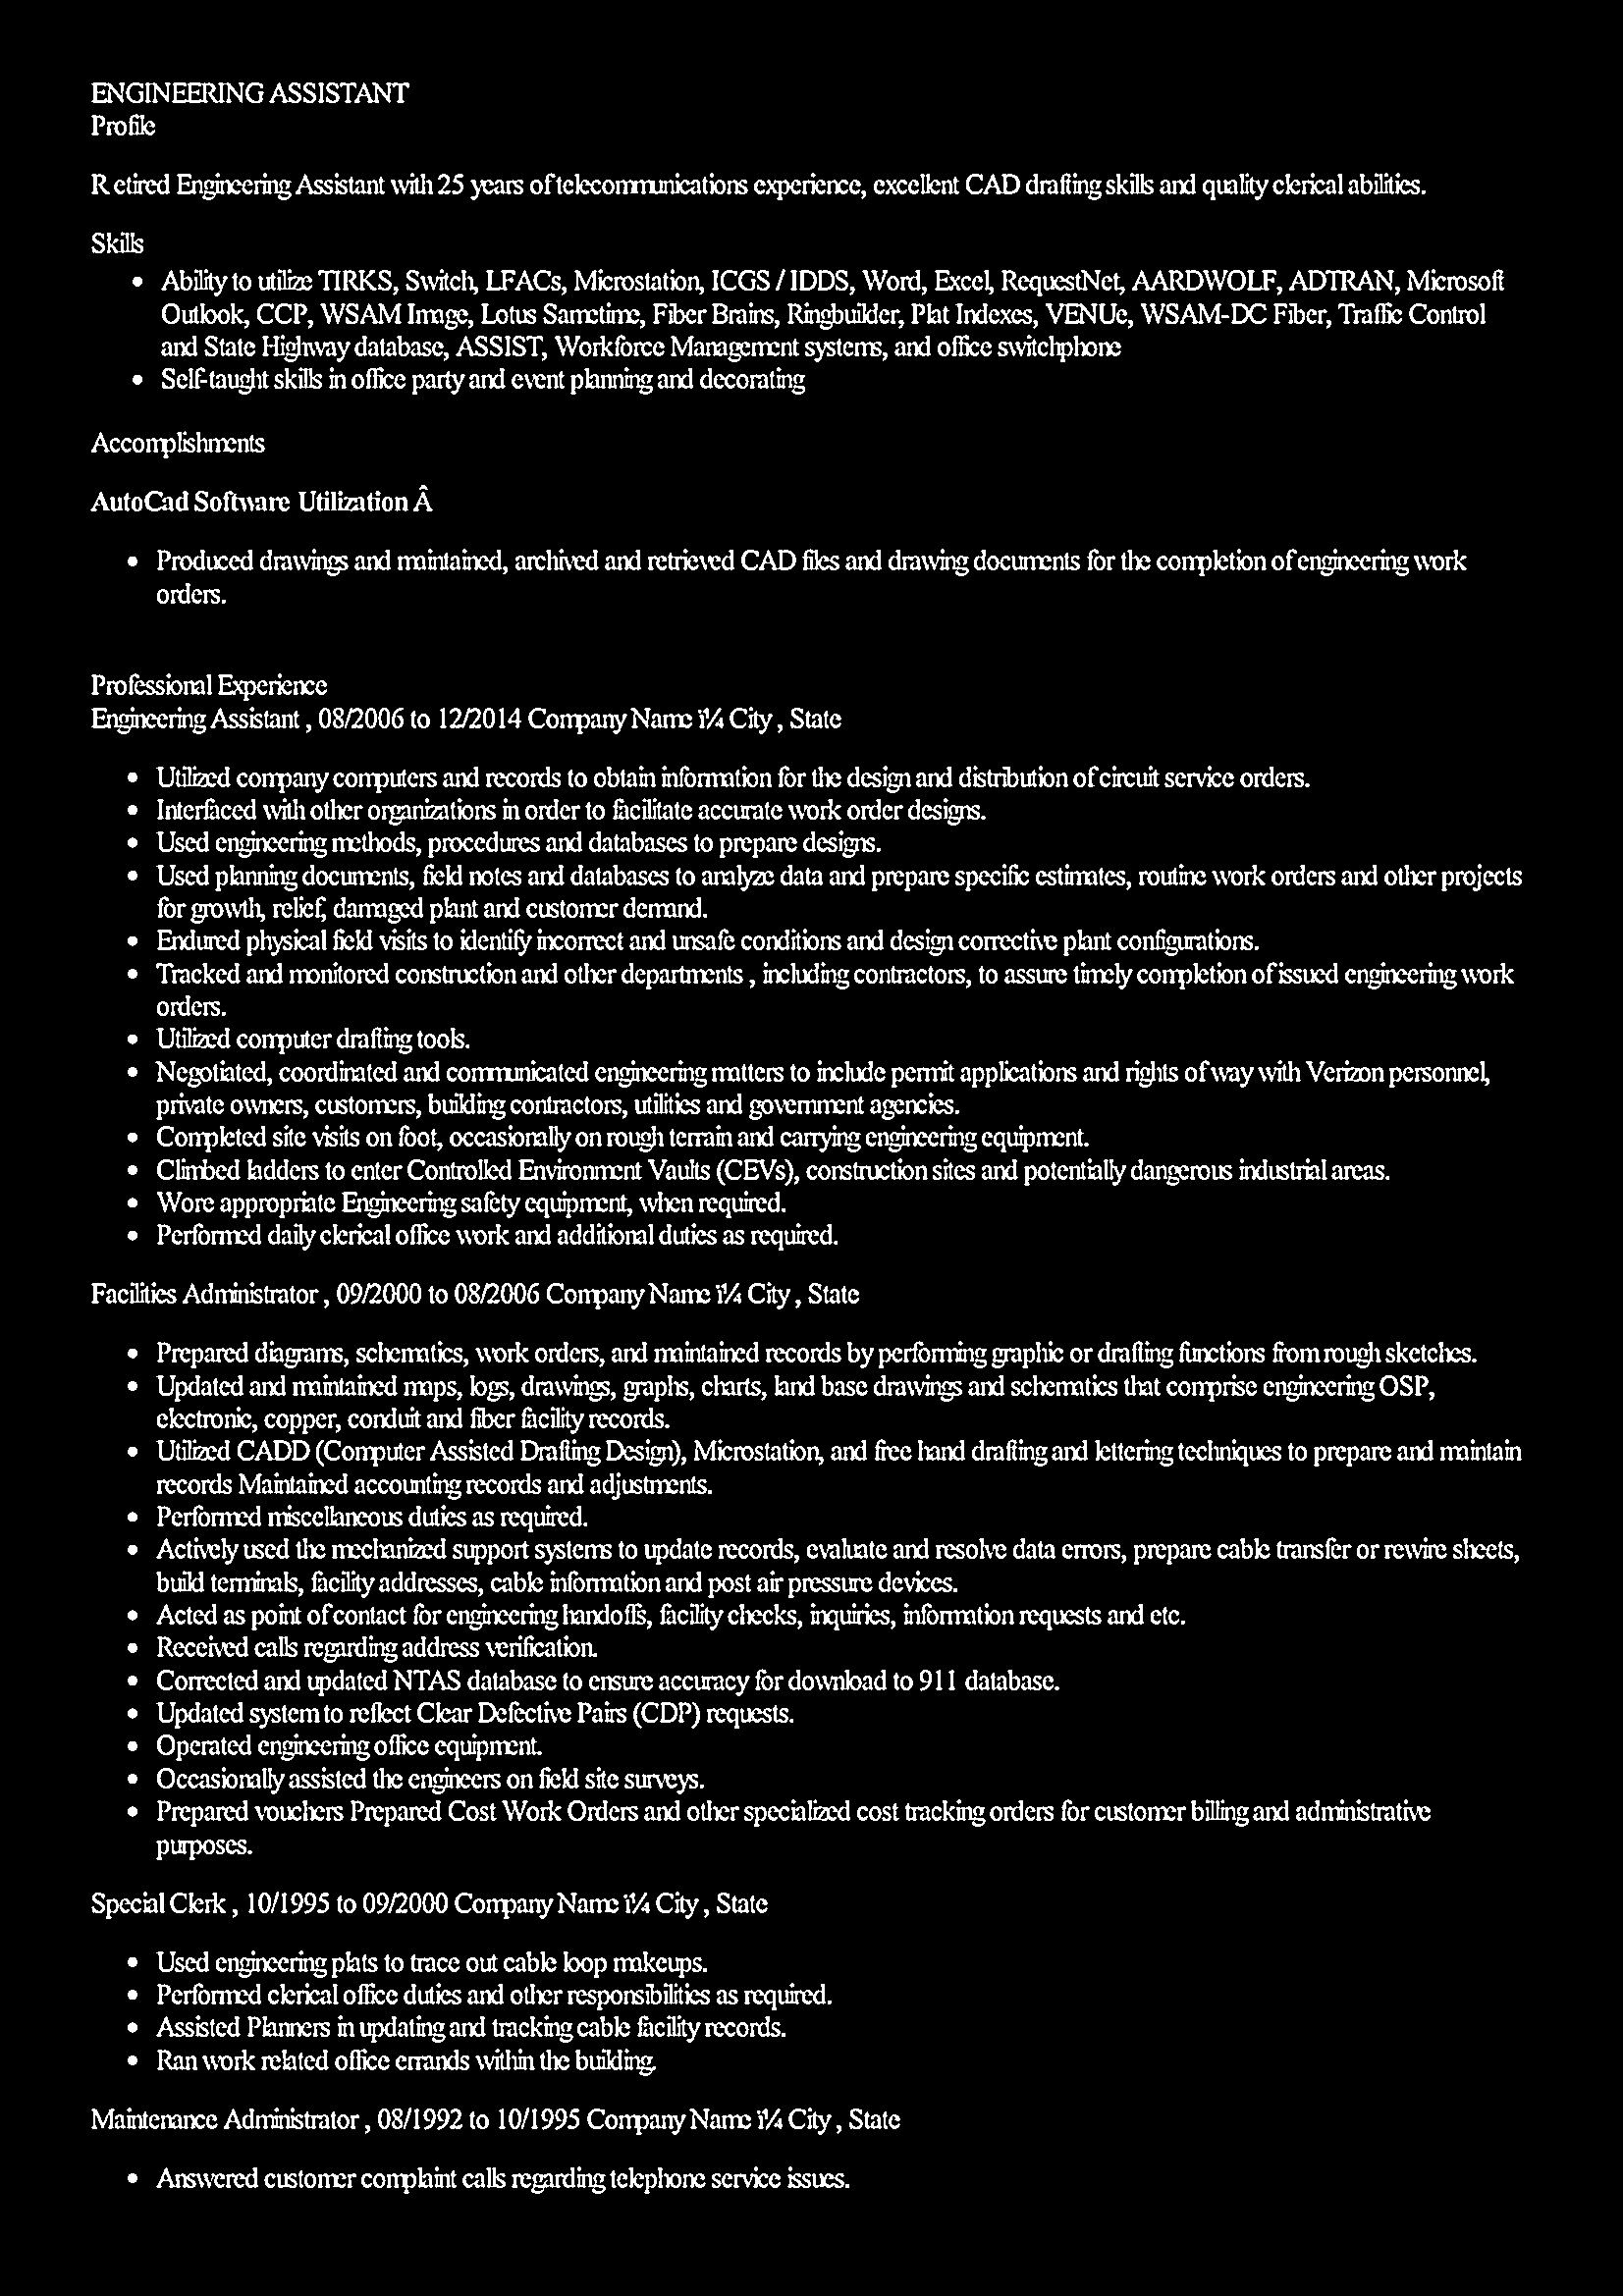 ENGINEERING ASSISTANT
Profile
R etired Engineering Assistant with 25 years of telecommunications experience, excellent CAD drafting skills and quality clerical abilities.
Skills
• Ability to utilize TIRKS, Switch, LFACs, Microstation, ICGS / IDDS, Word, Excel, RequestNet, AARDWOLF, ADTRAN, Microsoft
Outlook, CCP, WSAM Image, Lotus Sametime, Fiber Brains, Ringbuilder, Plat Indexes, VENUe, WSAM-DC Fiber, Traffic Control
and State Highway database, ASSIST, Workforce Management systems, and office switchphone
• Self-taught skills in office party and event planning and decorating
Accomplishments
AutoCad Software Utilization Â
• Produced drawings and maintained, archived and retrieved CAD files and drawing documents for the completion of engineering work
orders.
Professional Experience
Engineering Assistant , 08/2006 to 12/2014 Company Name ï¼ City , State
• Utilized company computers and records to obtain information for the design and distribution of circuit service orders.
• Interfaced with other organizations in order to facilitate accurate work order designs.
• Used engineering methods, procedures and databases to prepare designs.
• Used planning documents, field notes and databases to analyze data and prepare specific estimates, routine work orders and other projects
for growth, relief, damaged plant and customer demand.
• Endured physical field visits to identify incorrect and unsafe conditions and design corrective plant configurations.
• Tracked and monitored construction and other departments , including contractors, to assure timely completion of issued engineering work
orders.
• Utilized computer drafting tools.
• Negotiated, coordinated and communicated engineering matters to include permit applications and rights of way with Verizon personnel,
private owners, customers, building contractors, utilities and government agencies.
• Completed site visits on foot, occasionally on rough terrain and carrying engineering equipment.
• Climbed ladders to enter Controlled Environment Vaults (CEVs), construction sites and potentially dangerous industrial areas.
• Wore appropriate Engineering safety equipment, when required.
• Performed daily clerical office work and additional duties as required.
Facilities Administrator , 09/2000 to 08/2006 Company Name ï¼ City , State
• Prepared diagrams, schematics, work orders, and maintained records by performing graphic or drafting functions from rough sketches.
• Updated and maintained maps, logs, drawings, graphs, charts, land base drawings and schematics that comprise engineering OSP,
electronic, copper, conduit and fiber facility records.
• Utilized CADD (Computer Assisted Drafting Design), Microstation, and free hand drafting and lettering techniques to prepare and maintain
records Maintained accounting records and adjustments.
• Performed miscellaneous duties as required.
• Actively used the mechanized support systems to update records, evaluate and resolve data errors, prepare cable transfer or rewire sheets,
build terminals, facility addresses, cable information and post air pressure devices.
• Acted as point of contact for engineering handoffs, facility checks, inquiries, information requests and etc.
• Received calls regarding address verification.
• Corrected and updated NTAS database to ensure accuracy for download to 911 database.
• Updated system to reflect Clear Defective Pairs (CDP) requests.
• Operated engineering office equipment.
• Occasionally assisted the engineers on field site surveys.
• Prepared vouchers Prepared Cost Work Orders and other specialized cost tracking orders for customer billing and administrative
purposes.
Special Clerk , 10/1995 to 09/2000 Company Name ï¼ City , State
• Used engineering plats to trace out cable loop makeups.
• Performed clerical office duties and other responsibilities as required.
• Assisted Planners in updating and tracking cable facility records.
• Ran work related office errands within the building.
Maintenance Administrator , 08/1992 to 10/1995 Company Name ï¼ City , State
• Answered customer complaint calls regarding telephone service issues.